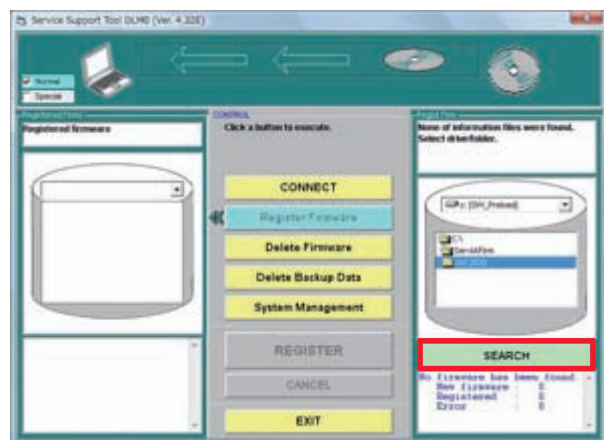 Service Support Tool DLM0 (Ver. 4.32E)
Normal
Special
Registered firmware
CONTROL
Click a button to execute.
CONNECT
Register Firmware
Delete Firmware
Delete Backup Data
System Management
REGISTER
CANCEL
EXIT
None of information files were found.
Select drive/folder.
C:\
SEARCH
No firmware has been found.
New firmware : 0
Registered : 0
Error : 0